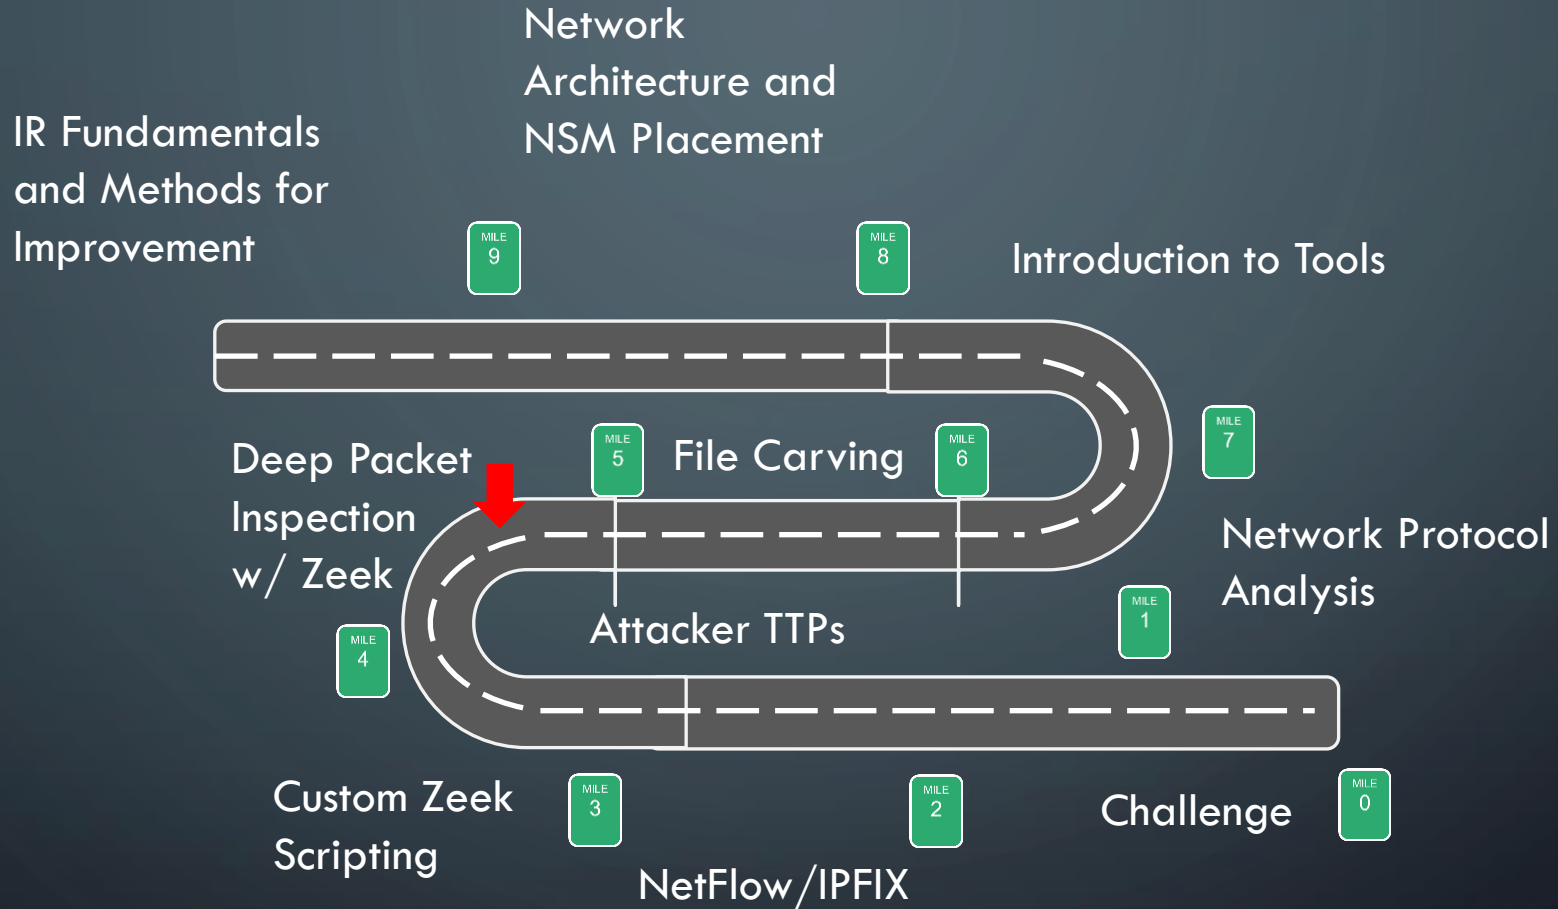 Network
Architecture and
NSM Placement
IR Fundamentals
and Methods for
Improvement
MILE
9
MILE
8
Introduction to Tools
MILE
7
Deep Packet
Inspection
w/ Zeek
MILE
5
File Carving
MILE
6
Network Protocol
Analysis
Attacker TTPs
MILE
1
MILE
4
Custom Zeek
Scripting
MILE
3
MILE
2
Challenge
MILE
0
NetFlow/IPFIX